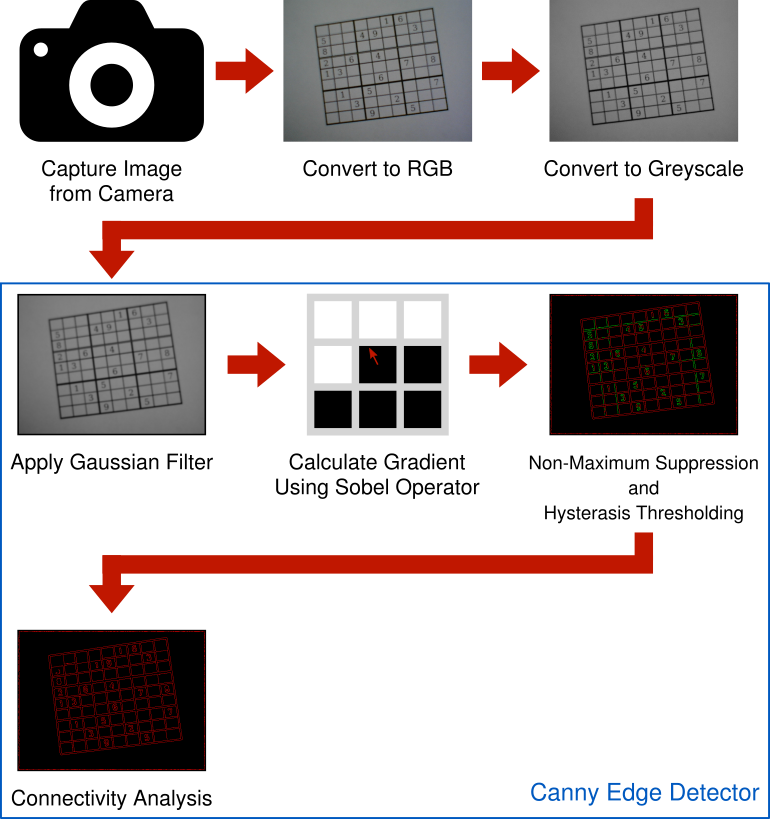 Capture Image
from Camera
Convert to RGB
Convert to Greyscale
Apply Gaussian Filter
Calculate Gradient
Using Sobel Operator
Non-Maximum Suppression
and
Hysterasis Thresholding
Connectivity Analysis
Canny Edge Detector